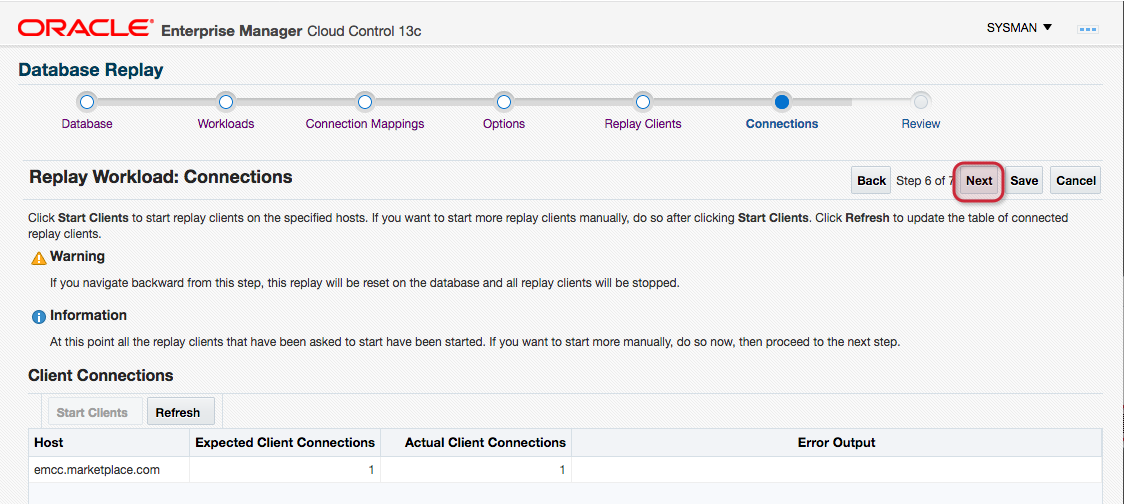 ORACLE Enterprise Manager Cloud Control 13c SYSMAN
Database Replay
Database Workloads Connection Mappings Options Replay Clients Connections Review
Replay Workload: Connections Back Step 6 of 7 Next Save Cancel
Click Start Clients to start replay clients on the specified hosts. If you want to start more replay clients manually, do so after clicking Start Clients. Click Refresh to update the table of connected
replay clients.
Warning
If you navigate backward from this step, this replay will be reset on the database and all replay clients will be stopped.
Information
At this point all the replay clients that have been asked to start have been started. If you want to start more manually, do so now, then proceed to the next step.
Client Connections
Start Clients Refresh
Host Expected Client Connections Actual Client Connections Error Output
emcc.marketplace.com 1 1